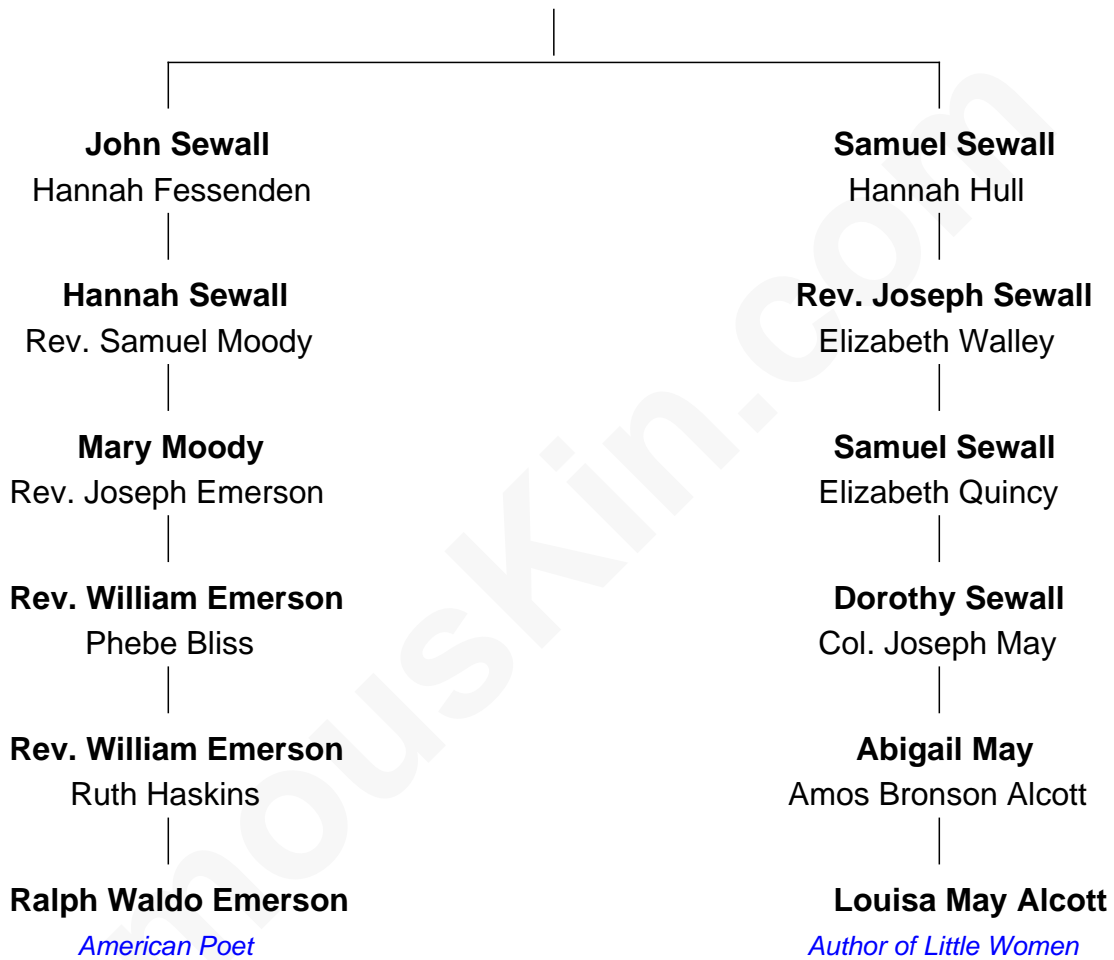 John Sewall
Hannah Fessenden
Hannah Sewall
Rev. Samuel Moody
Mary Moody
Rev. Joseph Emerson
Rev. William Emerson
Phebe Bliss
Rev. William Emerson
Ruth Haskins
Ralph Waldo Emerson
American Poet
Samuel Sewall
Hannah Hull
Rev. Joseph Sewall
Elizabeth Walley
Samuel Sewall
Elizabeth Quincy
Dorothy Sewall
Col. Joseph May
Abigail May
Amos Bronson Alcott
Louisa May Alcott
Author of Little Women
mousKin.com